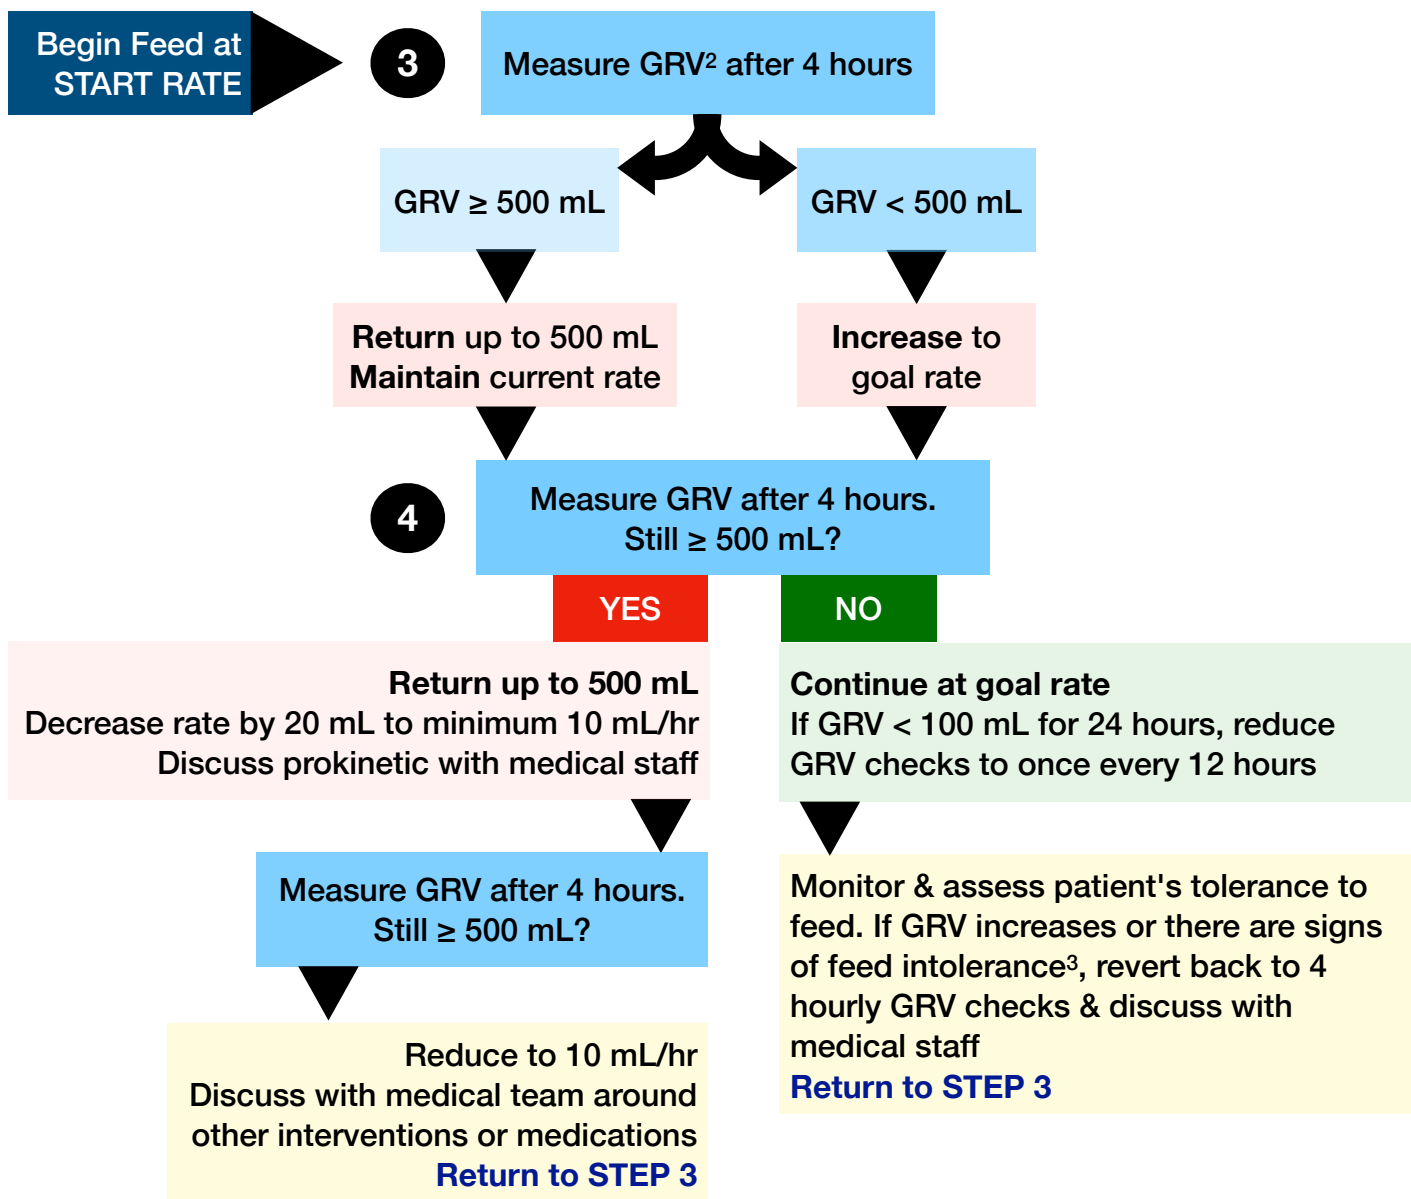 Begin Feed at
START RATE
3
Measure GRV² after 4 hours
GRV ≥ 500 mL
GRV < 500 mL
Return up to 500 mL
Maintain current rate
Increase to
goal rate
4
Measure GRV after 4 hours.
Still ≥ 500 mL?
YES
NO
Return up to 500 mL
Decrease rate by 20 mL to minimum 10 mL/hr
Discuss prokinetic with medical staff
Continue at goal rate
If GRV < 100 mL for 24 hours, reduce
GRV checks to once every 12 hours
Measure GRV after 4 hours.
Still ≥ 500 mL?
Monitor & assess patient's tolerance to
feed. If GRV increases or there are signs
of feed intolerance³, revert back to 4
hourly GRV checks & discuss with
medical staff
Return to STEP 3
Reduce to 10 mL/hr
Discuss with medical team around
other interventions or medications
Return to STEP 3